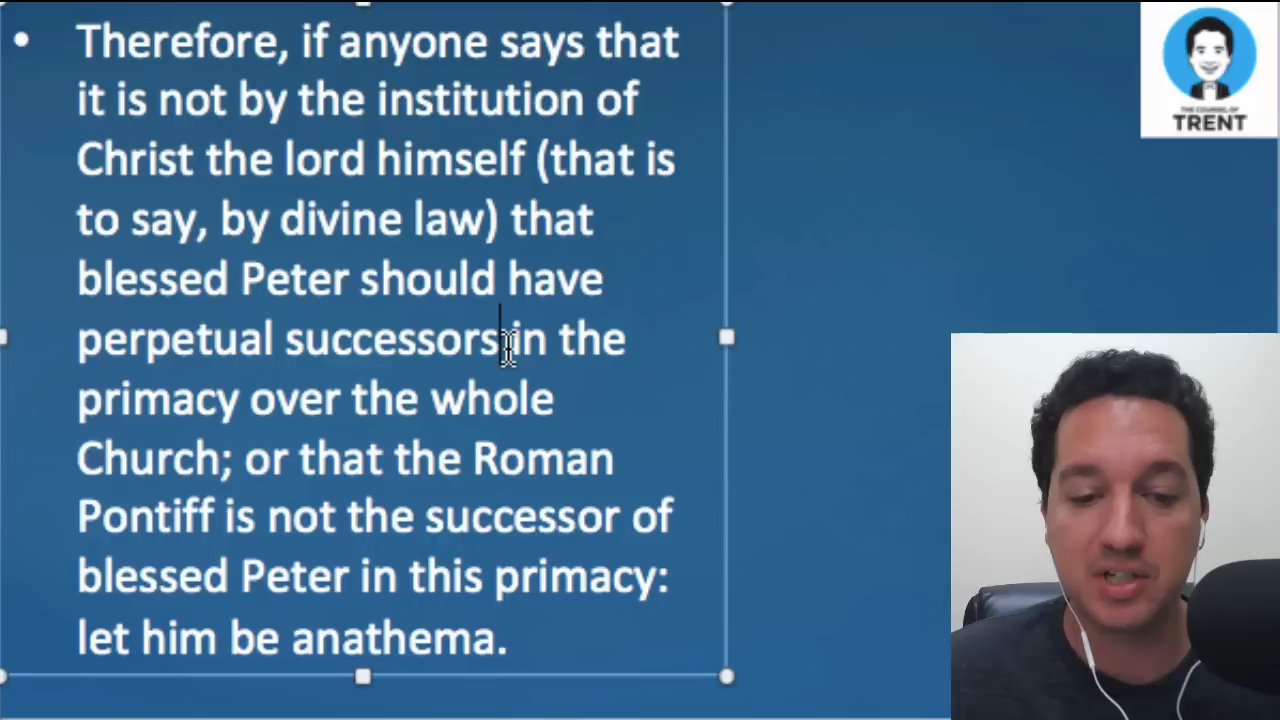 • Therefore, if anyone says that
it is not by the institution of
Christ the lord himself (that is
to say, by divine law) that
blessed Peter should have
perpetual successors in the
primacy over the whole
Church; or that the Roman
Pontiff is not the successor of
blessed Peter in this primacy:
let him be anathema.
THE COUNSEL OF
TRENT